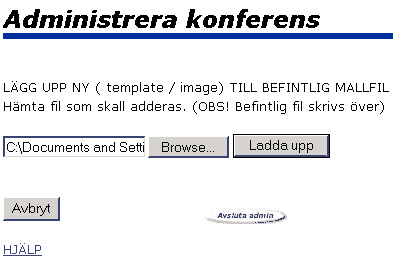 Administrera konferens
LÄGG UPP NY ( template / image) TILL BEFINTLIG MALLFIL
Hämta fil som skall adderas. (OBS! Befintlig fil skrivs över)
C:\Documents and Setti Browse... Ladda upp
Avbryt Avsluta admin
HJÄLP